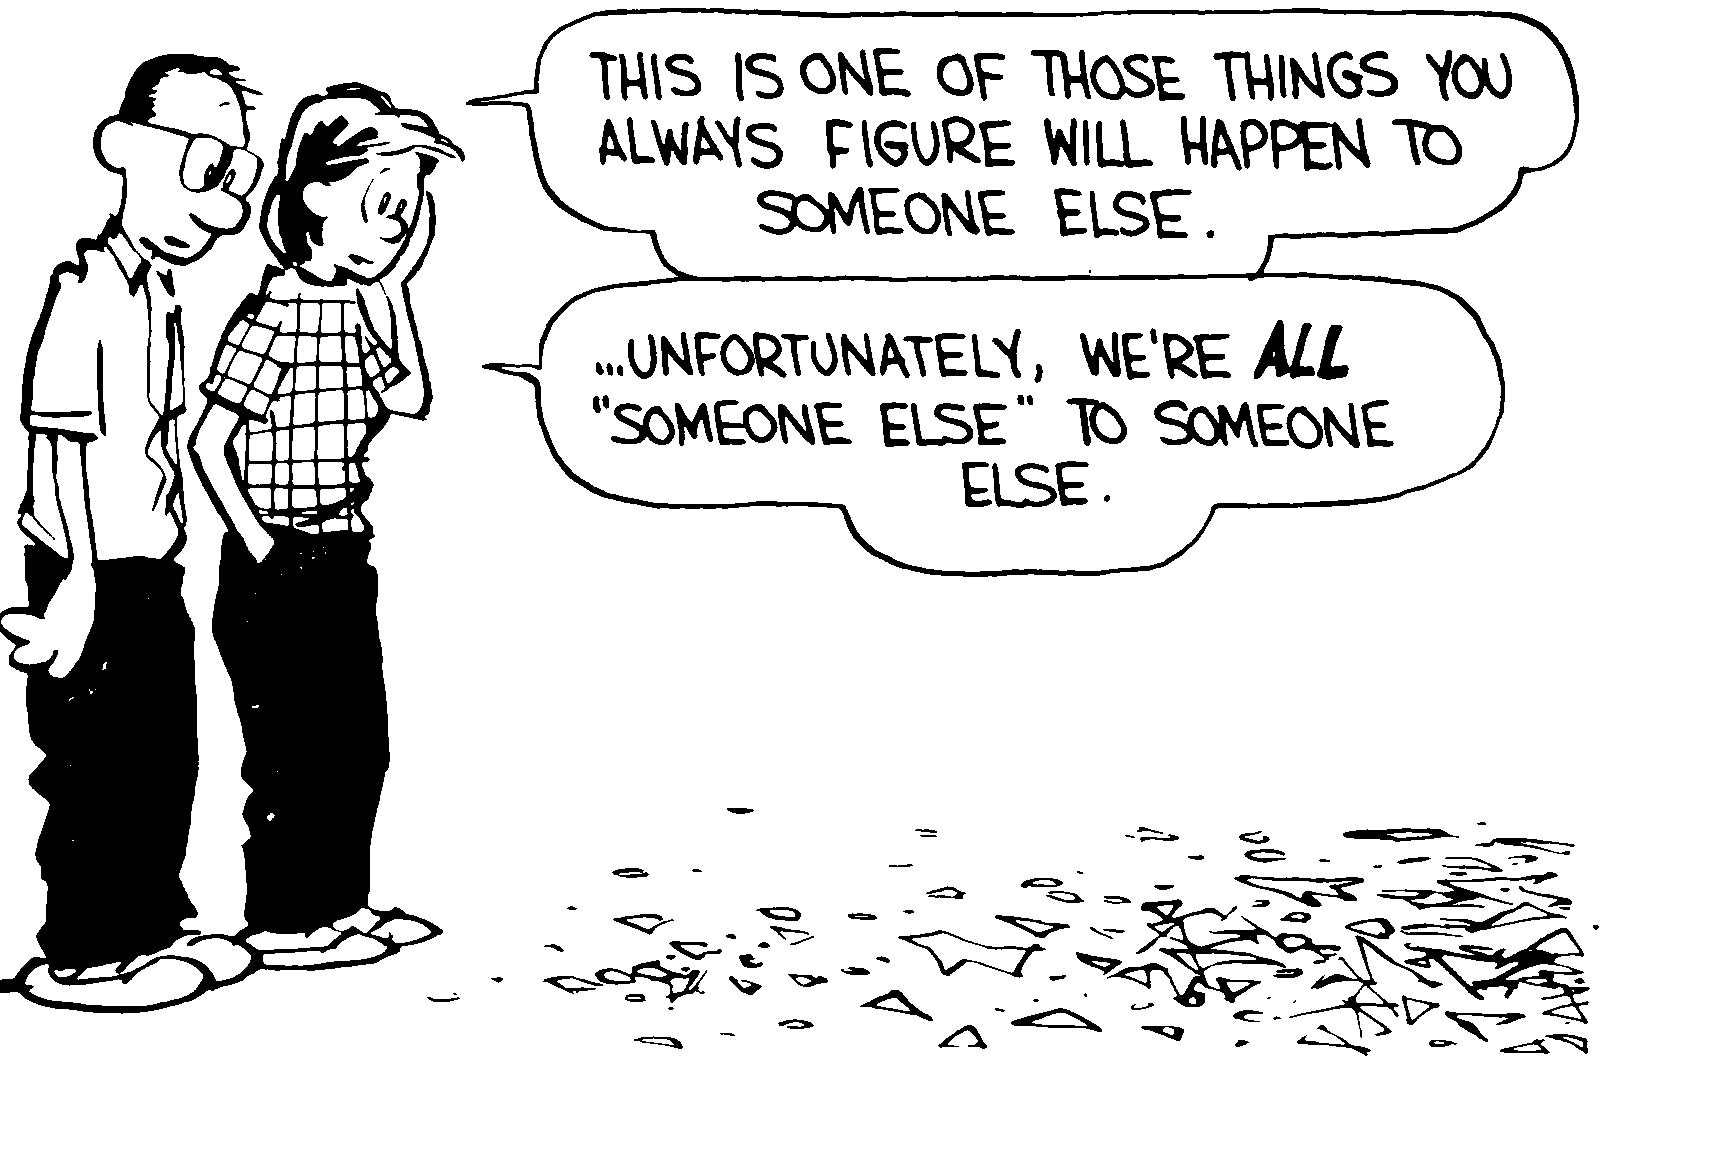 THIS IS ONE OF THOSE THINGS YOU
ALWAYS FIGURE WILL HAPPEN TO
SOMEONE ELSE.
...UNFORTUNATELY, WE'RE ALL
"SOMEONE ELSE" TO SOMEONE
ELSE.